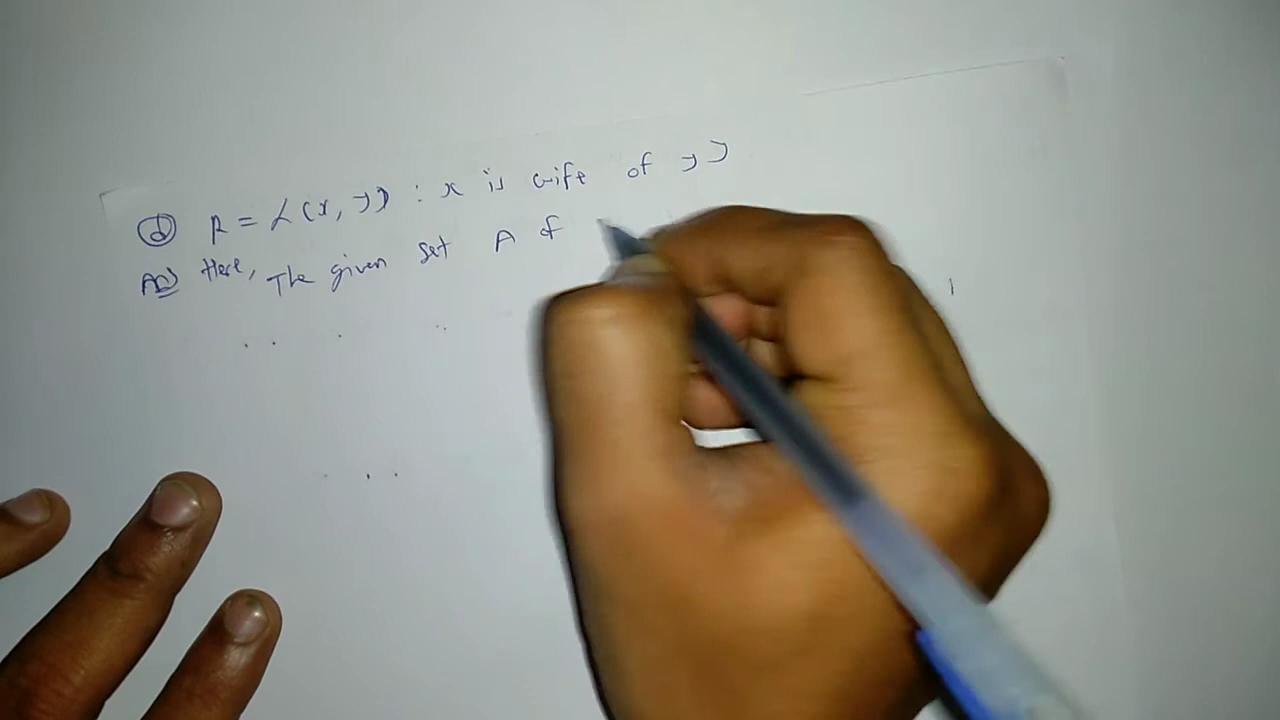 (d) R = {(x, y) : x is wife of y}
Ans Here, The given set A of